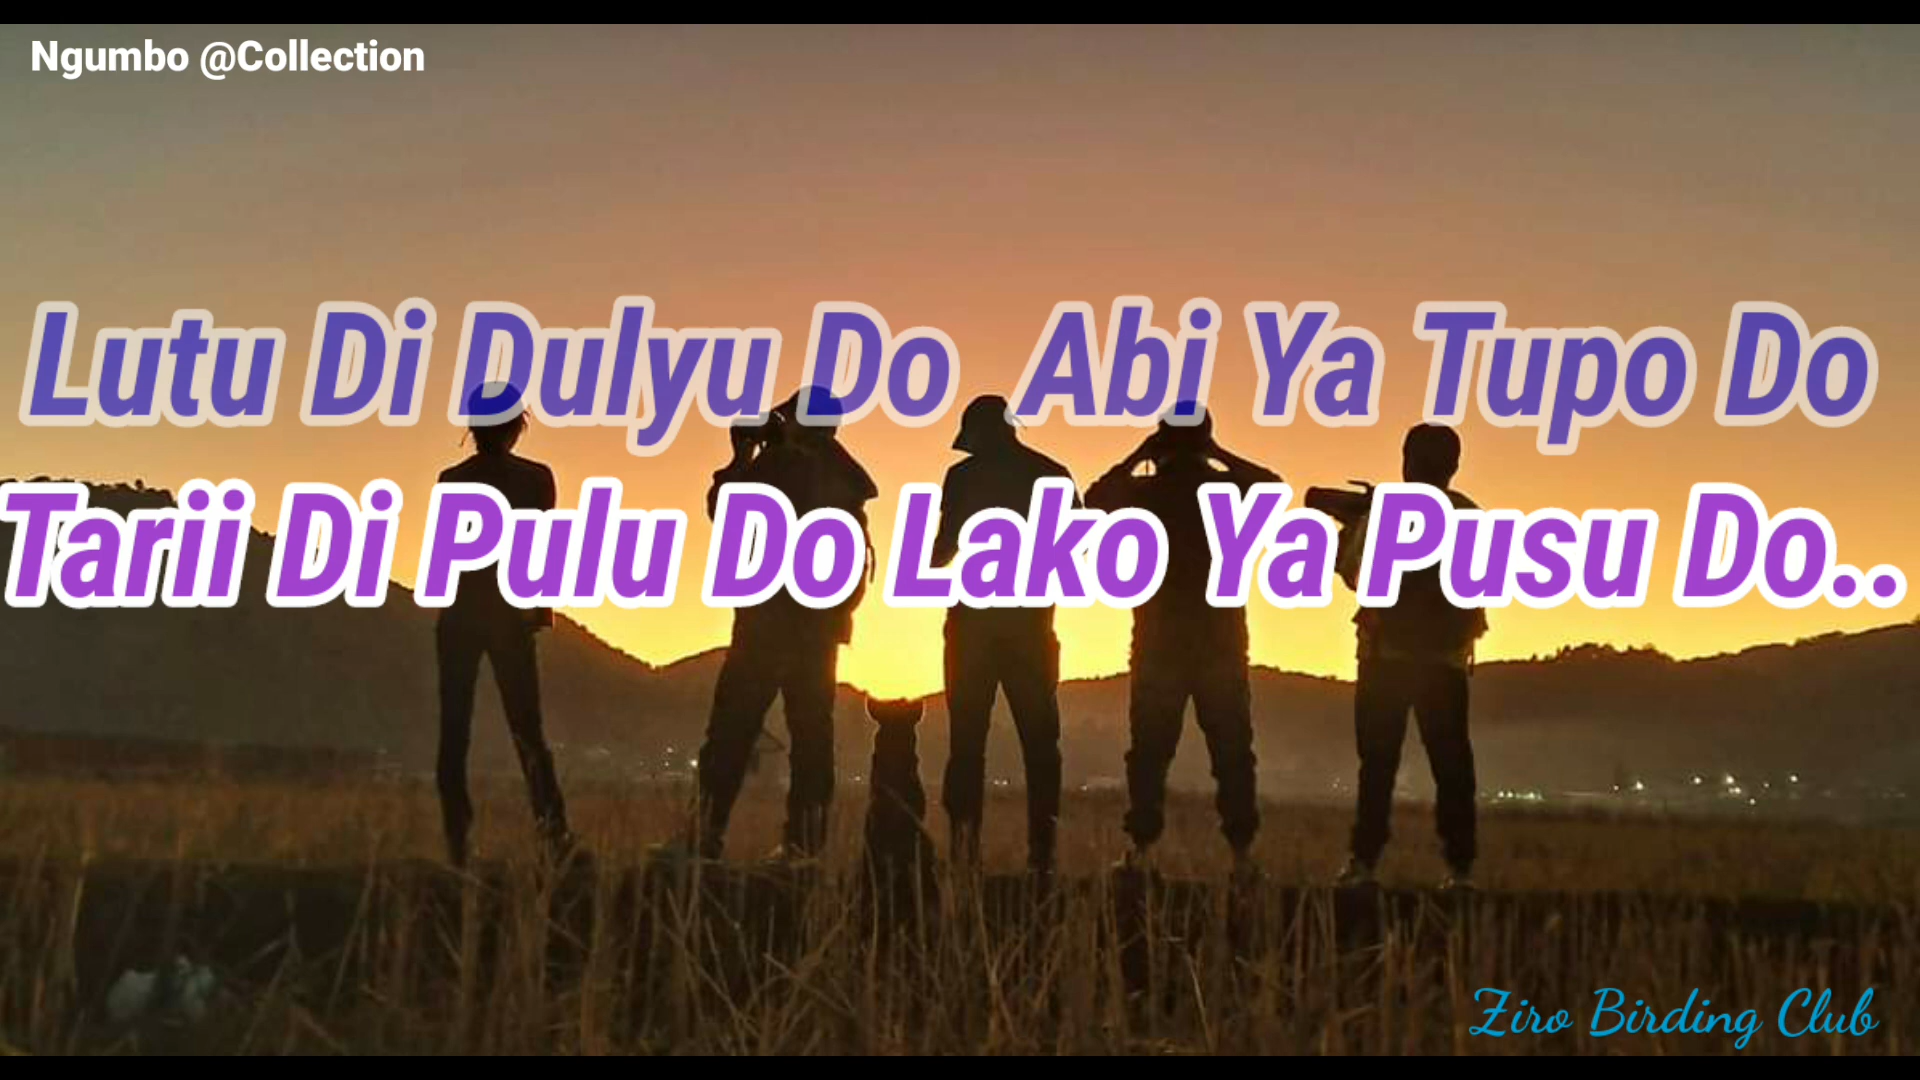 Ngumbo @Collection
Lutu Di Dulyu Do Abi Ya Tupo Do
Tarii Di Pulu Do Lako Ya Pusu Do..
Ziro Birding Club